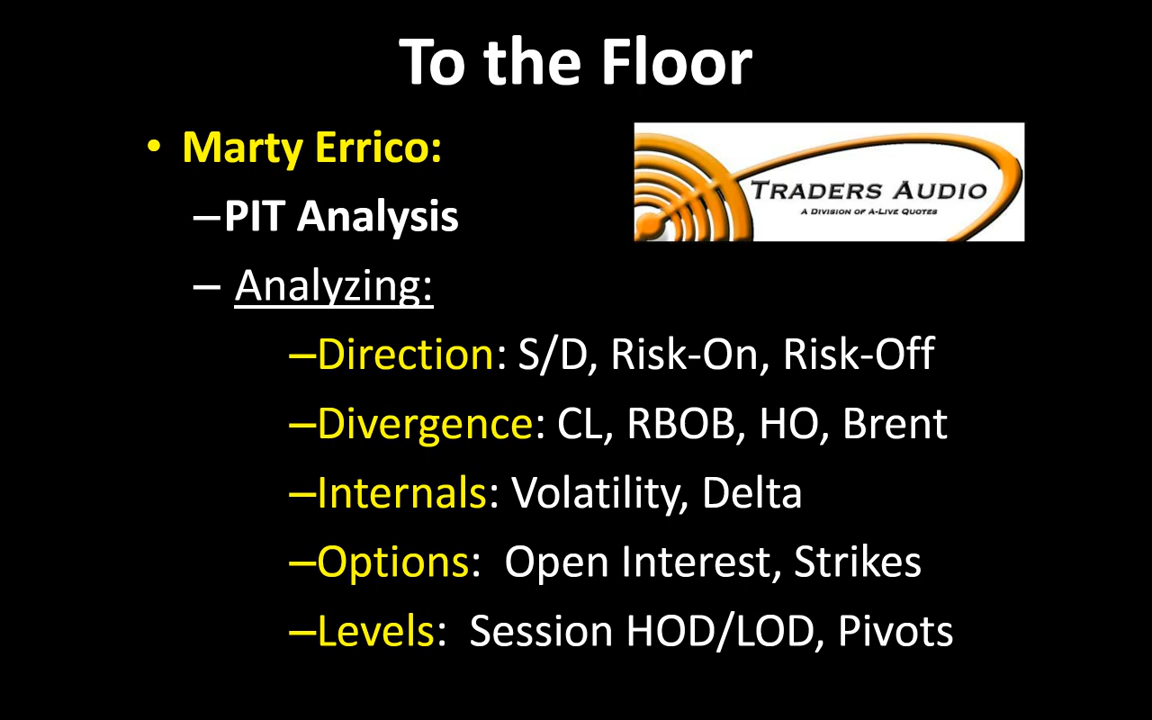 To the Floor
• Marty Errico:
TRADERS AUDIO
A DIVISION OF A-LIVE QUOTES
–PIT Analysis
– Analyzing:
–Direction: S/D, Risk-On, Risk-Off
–Divergence: CL, RBOB, HO, Brent
–Internals: Volatility, Delta
–Options:  Open Interest, Strikes
–Levels:  Session HOD/LOD, Pivots